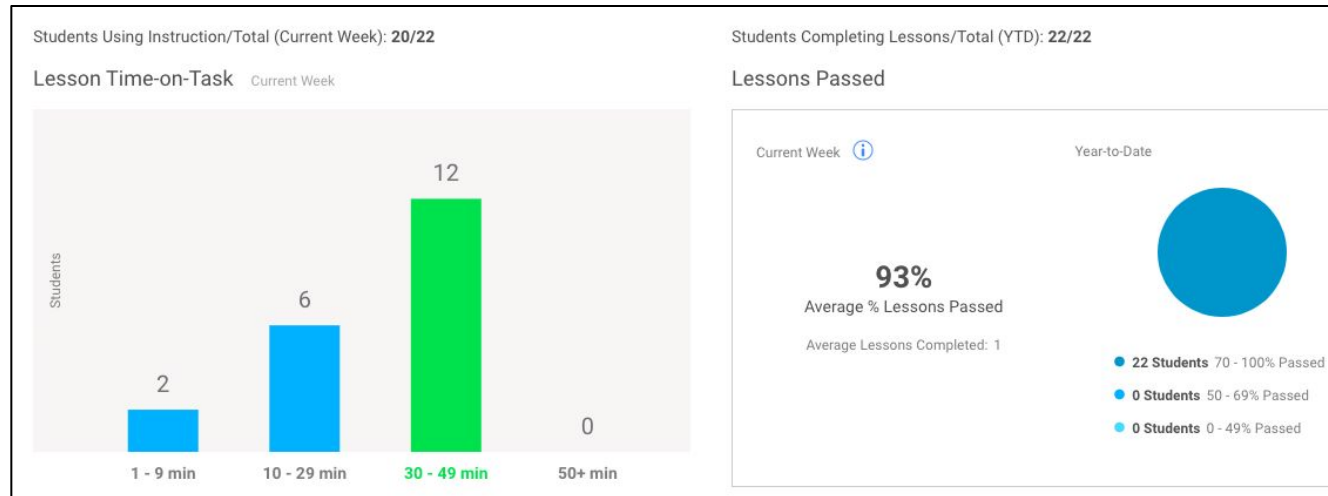 Students Using Instruction/Total (Current Week): 20/22
Lesson Time-on-Task Current Week
Students
2
6
12
0
1 - 9 min
10 - 29 min
30 - 49 min
50+ min
Students Completing Lessons/Total (YTD): 22/22
Lessons Passed
Current Week
93%
Average % Lessons Passed
Average Lessons Completed: 1
Year-to-Date
22 Students 70 - 100% Passed
0 Students 50 - 69% Passed
0 Students 0 - 49% Passed